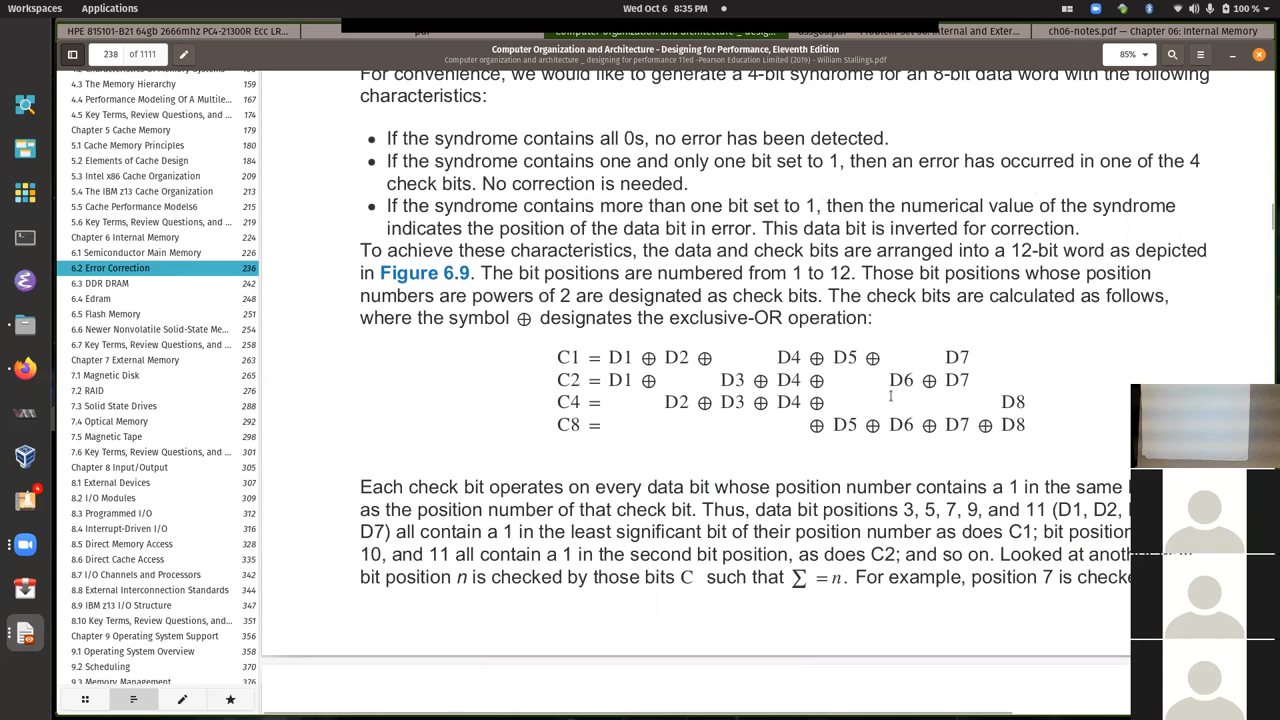 Workspaces
Applications
Wed Oct 6 8:35 PM
100 %
HPE 815101-B21 64gb 2666mhz PC4-21300R Ecc LR...
ch06-notes.pdf — Chapter 06: Internal Memory
238 of 1111
Computer Organization and Architecture - Designing for Performance, Eleventh Edition
Computer organization and architecture _ designing for performance 11ed -Pearson Education Limited (2019) - William Stallings.pdf
85%
4.3 The Memory Hierarchy 159
4.4 Performance Modeling Of A Multile... 167
4.5 Key Terms, Review Questions, and ... 174
Chapter 5 Cache Memory 179
5.1 Cache Memory Principles 180
5.2 Elements of Cache Design 184
5.3 Intel x86 Cache Organization 209
5.4 The IBM z13 Cache Organization 213
5.5 Cache Performance Models6 215
5.6 Key Terms, Review Questions, and ... 219
Chapter 6 Internal Memory 224
6.1 Semiconductor Main Memory 226
6.2 Error Correction 236
6.3 DDR DRAM 242
6.4 Edram 248
6.5 Flash Memory 251
6.6 Newer Nonvolatile Solid-State Me... 254
6.7 Key Terms, Review Questions, and ... 258
Chapter 7 External Memory 263
7.1 Magnetic Disk 265
7.2 RAID 276
7.3 Solid State Drives 288
7.4 Optical Memory 292
7.5 Magnetic Tape 298
7.6 Key Terms, Review Questions, and ... 301
Chapter 8 Input/Output 305
8.1 External Devices 307
8.2 I/O Modules 309
8.3 Programmed I/O 312
8.4 Interrupt-Driven I/O 316
8.5 Direct Memory Access 328
8.6 Direct Cache Access 335
8.7 I/O Channels and Processors 342
8.8 External Interconnection Standards 344
8.9 IBM z13 I/O Structure 347
8.10 Key Terms, Review Questions, and... 351
Chapter 9 Operating System Support 356
9.1 Operating System Overview 358
9.2 Scheduling 370
9.3 Memory Management 376
For convenience, we would like to generate a 4-bit syndrome for an 8-bit data word with the following
characteristics:
• If the syndrome contains all 0s, no error has been detected.
• If the syndrome contains one and only one bit set to 1, then an error has occurred in one of the 4
check bits. No correction is needed.
• If the syndrome contains more than one bit set to 1, then the numerical value of the syndrome
indicates the position of the data bit in error. This data bit is inverted for correction.
To achieve these characteristics, the data and check bits are arranged into a 12-bit word as depicted
in Figure 6.9. The bit positions are numbered from 1 to 12. Those bit positions whose position
numbers are powers of 2 are designated as check bits. The check bits are calculated as follows,
where the symbol ⊕ designates the exclusive-OR operation:
C1 = D1 ⊕ D2 ⊕ D4 ⊕ D5 ⊕ D7
C2 = D1 ⊕ D3 ⊕ D4 ⊕ D6 ⊕ D7
C4 = D2 ⊕ D3 ⊕ D4 ⊕ D8
C8 = ⊕ D5 ⊕ D6 ⊕ D7 ⊕ D8
Each check bit operates on every data bit whose position number contains a 1 in the same
as the position number of that check bit. Thus, data bit positions 3, 5, 7, 9, and 11 (D1, D2,
D7) all contain a 1 in the least significant bit of their position number as does C1; bit position
10, and 11 all contain a 1 in the second bit position, as does C2; and so on. Looked at
bit position n is checked by those bits C such that ∑ = n. For example, position 7 is